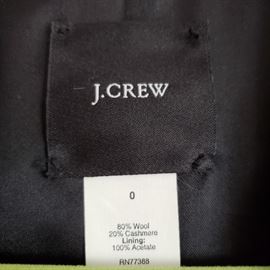 J.CREW
0
80% Wool
20% Cashmere
Lining:
100% Acetate
RN77388